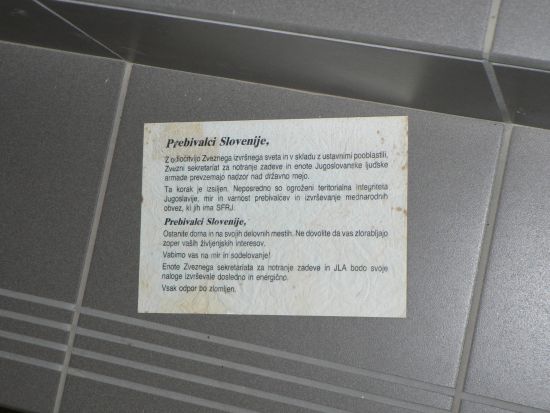 Prebivalci Slovenije,
Z odločitvijo Zveznega izvršnega sveta in v skladu z ustavnimi pooblastili,
Zvezni sekretariat za notranje zadeve in enote Jugoslovanske ljudske
armade prevzemajo nadzor nad državno mejo.
Ta korak je izsiljen. Neposredno so ogroženi teritorialna integriteta
Jugoslavije, mir in varnost prebivalcev in izvrševanje mednarodnih
obvez, ki jih ima SFRJ.
Prebivalci Slovenije,
Ostanite doma in na svojih delovnih mestih. Ne dovolite da vas zlorabljajo
zoper vaših življenjskih interesov.
Vabimo vas na mir in sodelovanje!
Enote Zveznega sekretariata za notranje zadeve in JLA bodo svoje
naloge izvrševale dosledno in energično.
Vsak odpor bo zlomljen.